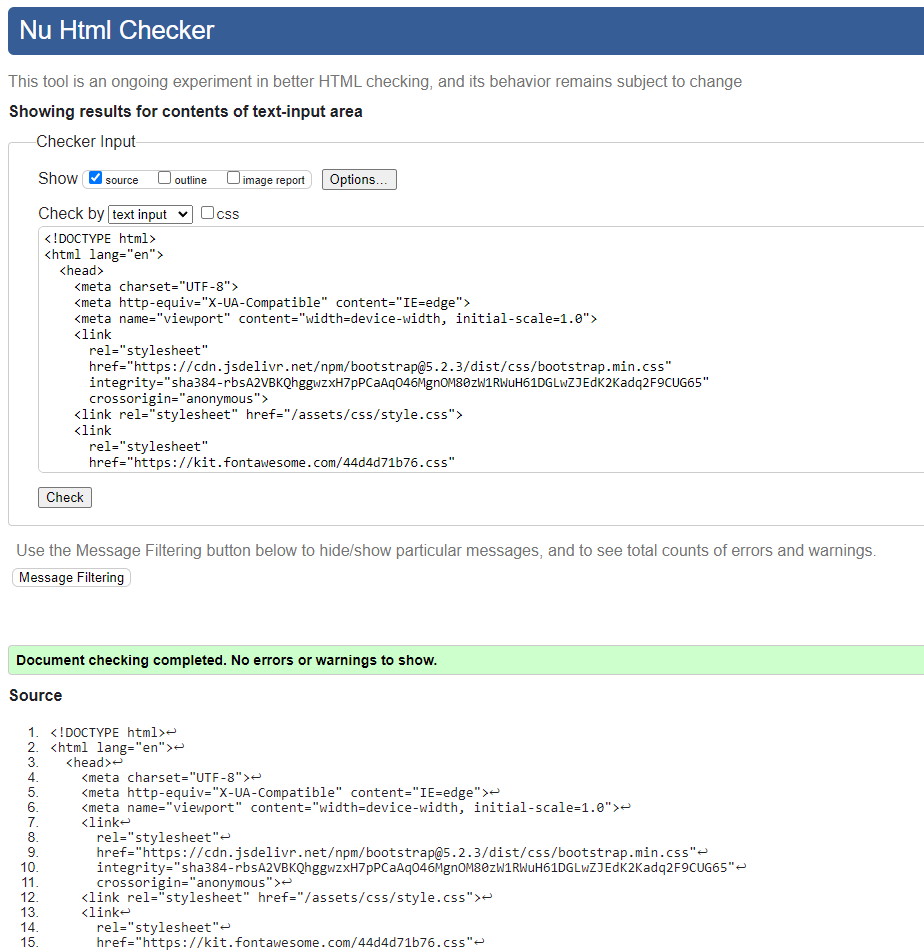 Nu Html Checker
This tool is an ongoing experiment in better HTML checking, and its behavior remains subject to change
Showing results for contents of text-input area
Checker Input
Show source outline image report Options...
Check by text input css
<!DOCTYPE html>
<html lang="en">
<head>
<meta charset="UTF-8">
<meta http-equiv="X-UA-Compatible" content="IE=edge">
<meta name="viewport" content="width=device-width, initial-scale=1.0">
<link
rel="stylesheet"
href="https://cdn.jsdelivr.net/npm/bootstrap@5.2.3/dist/css/bootstrap.min.css"
integrity="sha384-rbsA2VBKQhggwzxH7pPCaAqO46MgnOM80zW1RWuH61DGLwZJEdK2Kadq2F9CUG65"
crossorigin="anonymous">
<link rel="stylesheet" href="/assets/css/style.css">
<link
rel="stylesheet"
href="https://kit.fontawesome.com/44d4d71b76.css"
Check
Use the Message Filtering button below to hide/show particular messages, and to see total counts of errors and warnings.
Message Filtering
Document checking completed. No errors or warnings to show.
Source
1. <!DOCTYPE html>↩
2. <html lang="en">↩
3. <head>↩
4. <meta charset="UTF-8">↩
5. <meta http-equiv="X-UA-Compatible" content="IE=edge">↩
6. <meta name="viewport" content="width=device-width, initial-scale=1.0">↩
7. <link↩
8. rel="stylesheet"↩
9. href="https://cdn.jsdelivr.net/npm/bootstrap@5.2.3/dist/css/bootstrap.min.css"↩
10. integrity="sha384-rbsA2VBKQhggwzxH7pPCaAqO46MgnOM80zW1RWuH61DGLwZJEdK2Kadq2F9CUG65"↩
11. crossorigin="anonymous">↩
12. <link rel="stylesheet" href="/assets/css/style.css">↩
13. <link↩
14. rel="stylesheet"↩
15. href="https://kit.fontawesome.com/44d4d71b76.css"↩